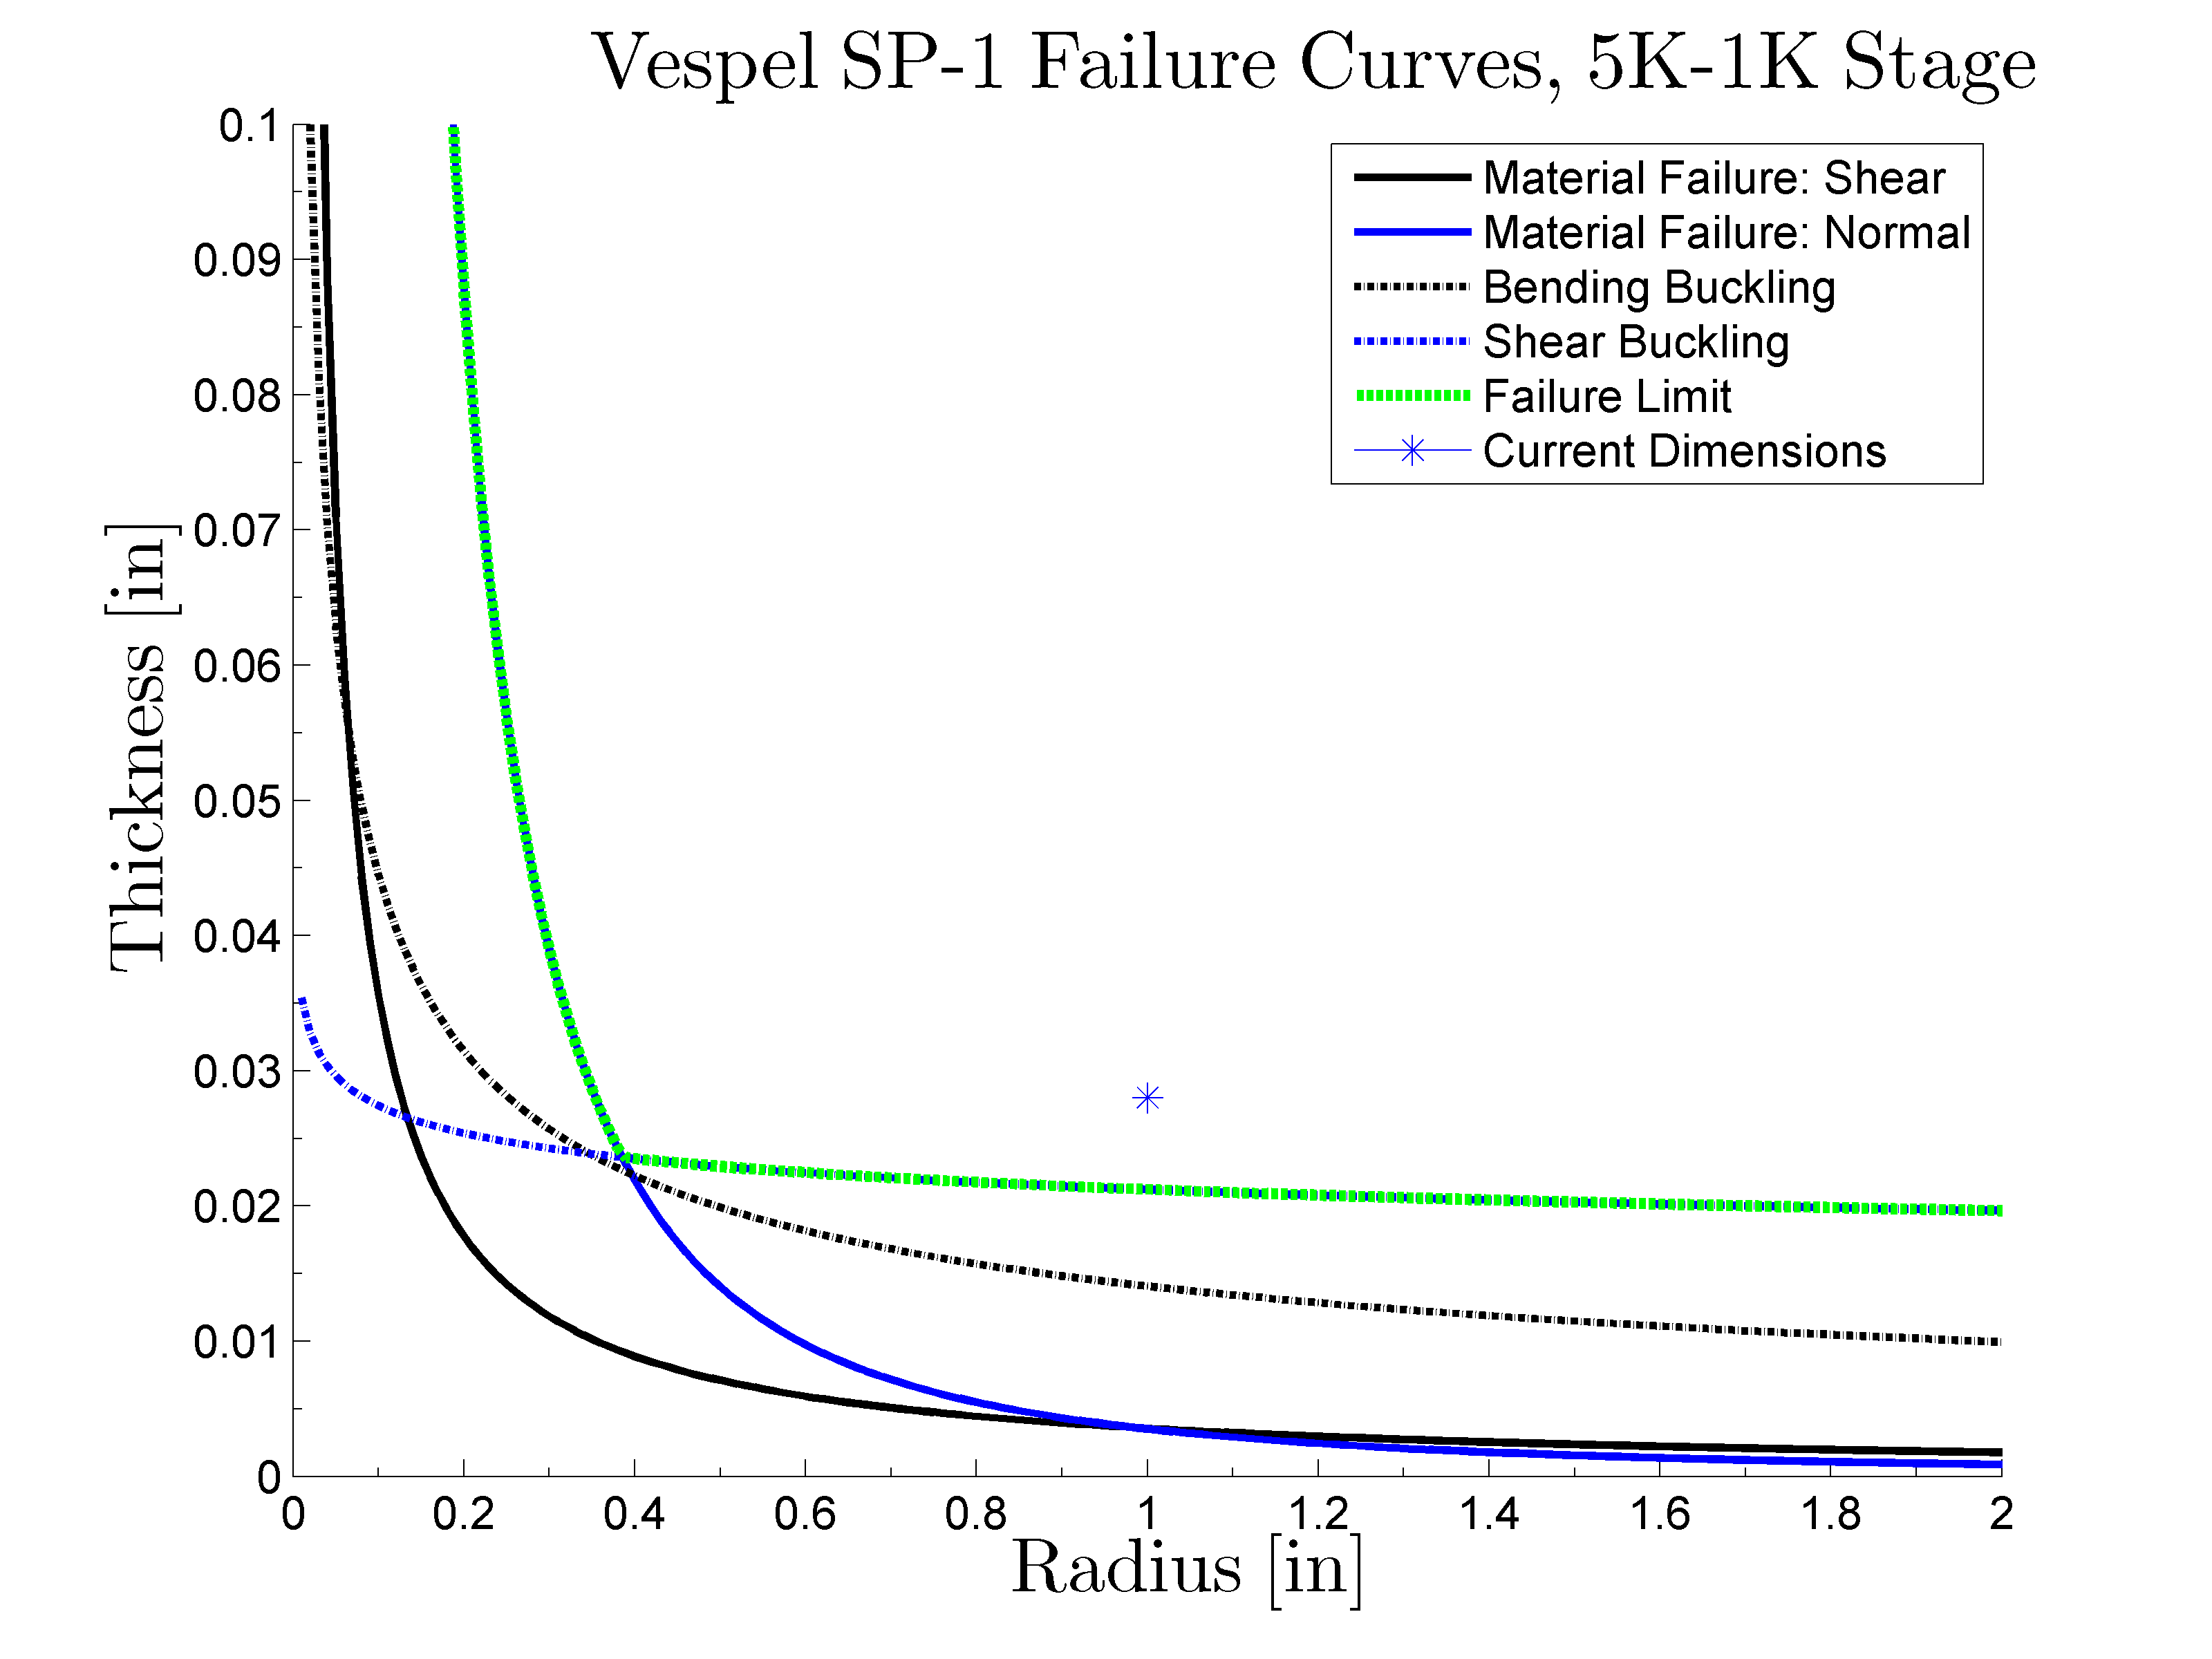 Vespel SP-1 Failure Curves, 5K-1K Stage
Material Failure: Shear
Material Failure: Normal
Bending Buckling
Shear Buckling
Failure Limit
Current Dimensions
Thickness [in]
0.1
0.09
0.08
0.07
0.06
0.05
0.04
0.03
0.02
0.01
0
0 0.2 0.4 0.6 0.8 1 1.2 1.4 1.6 1.8 2
Radius [in]